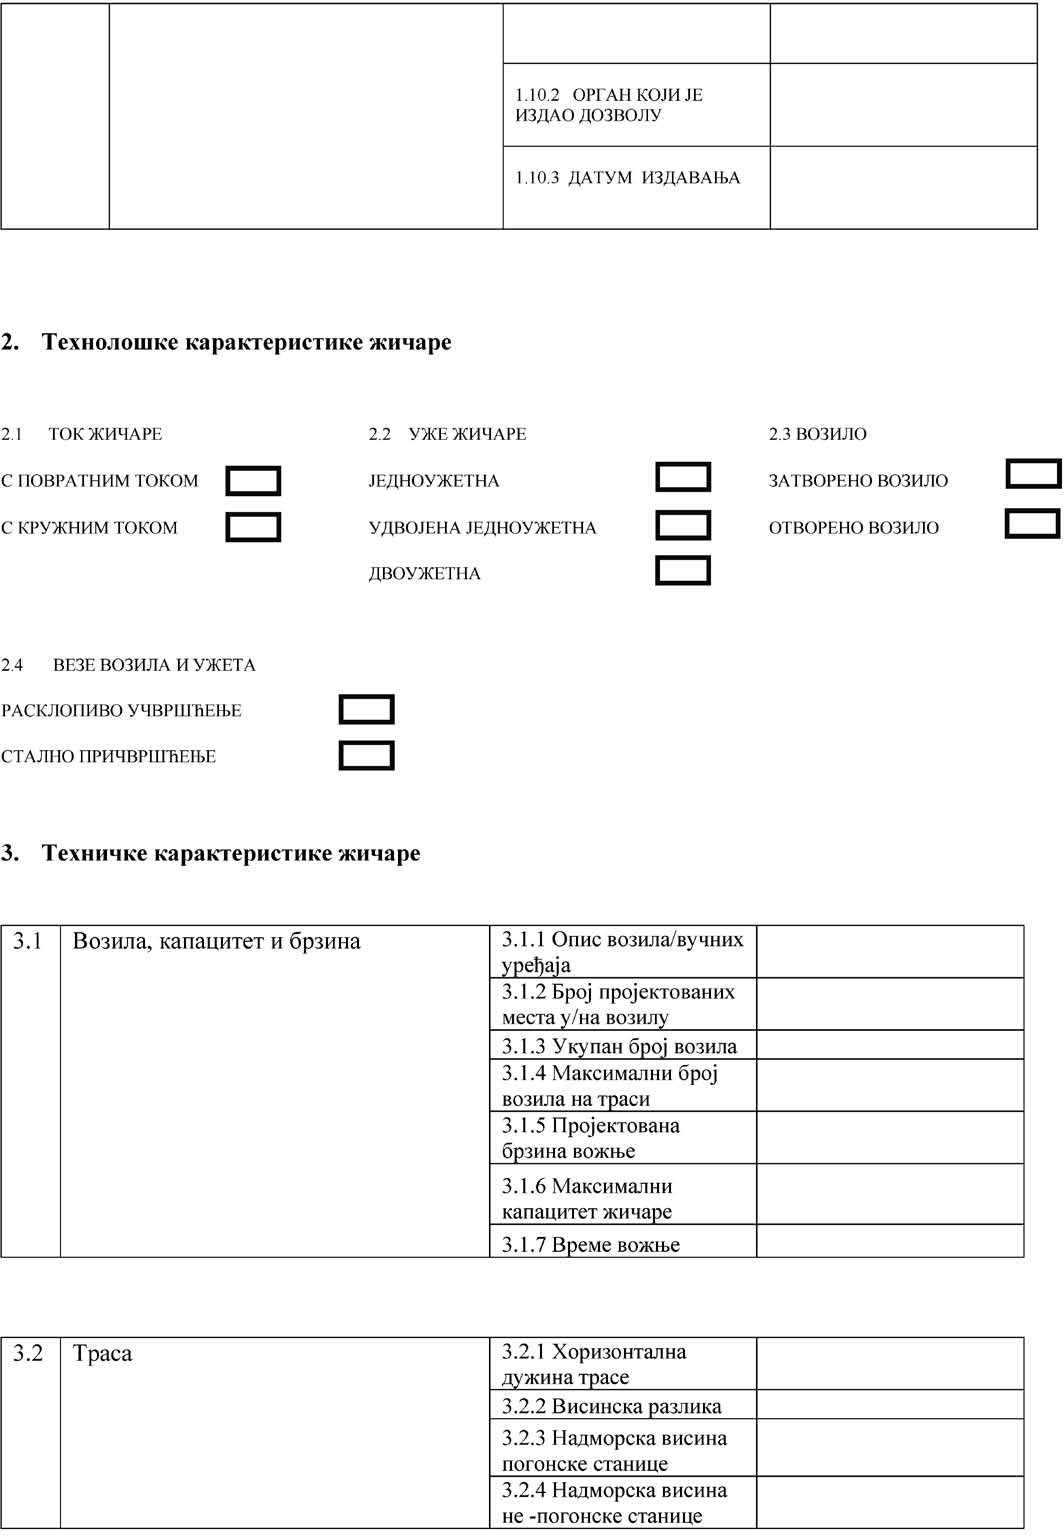 1.10.2 ОРГАН КОЈИ ЈЕ
ИЗДАО ДОЗВОЛУ
1.10.3 ДАТУМ ИЗДАВАЊА
2. Технолошке карактеристике жичаре
2.1 ТОК ЖИЧАРЕ 2.2 УЖЕ ЖИЧАРЕ 2.3 ВОЗИЛО
С ПОВРАТНИМ ТОКОМ ЈЕДНОУЖЕТНА ЗАТВОРЕНО ВОЗИЛО
С КРУЖНИМ ТОКОМ УДВОЈЕНА ЈЕДНОУЖЕТНА ОТВОРЕНО ВОЗИЛО
ДВОУЖЕТНА
2.4 ВЕЗЕ ВОЗИЛА И УЖЕТА
РАСКЛОПИВО УЧВРШЋЕЊЕ
СТАЛНО ПРИЧВРШЋЕЊЕ
3. Техничке карактеристике жичаре
3.1 Возила, капацитет и брзина 3.1.1 Опис возила/вучних
уређаја
3.1.2 Број пројектованих
места у/на возилу
3.1.3 Укупан број возила
3.1.4 Максимални број
возила на траси
3.1.5 Пројектована
брзина вожње
3.1.6 Максимални
капацитет жичаре
3.1.7 Време вожње
3.2 Траса 3.2.1 Хоризонтална
дужина трасе
3.2.2 Висинска разлика
3.2.3 Надморска висина
погонске станице
3.2.4 Надморска висина
не -погонске станице